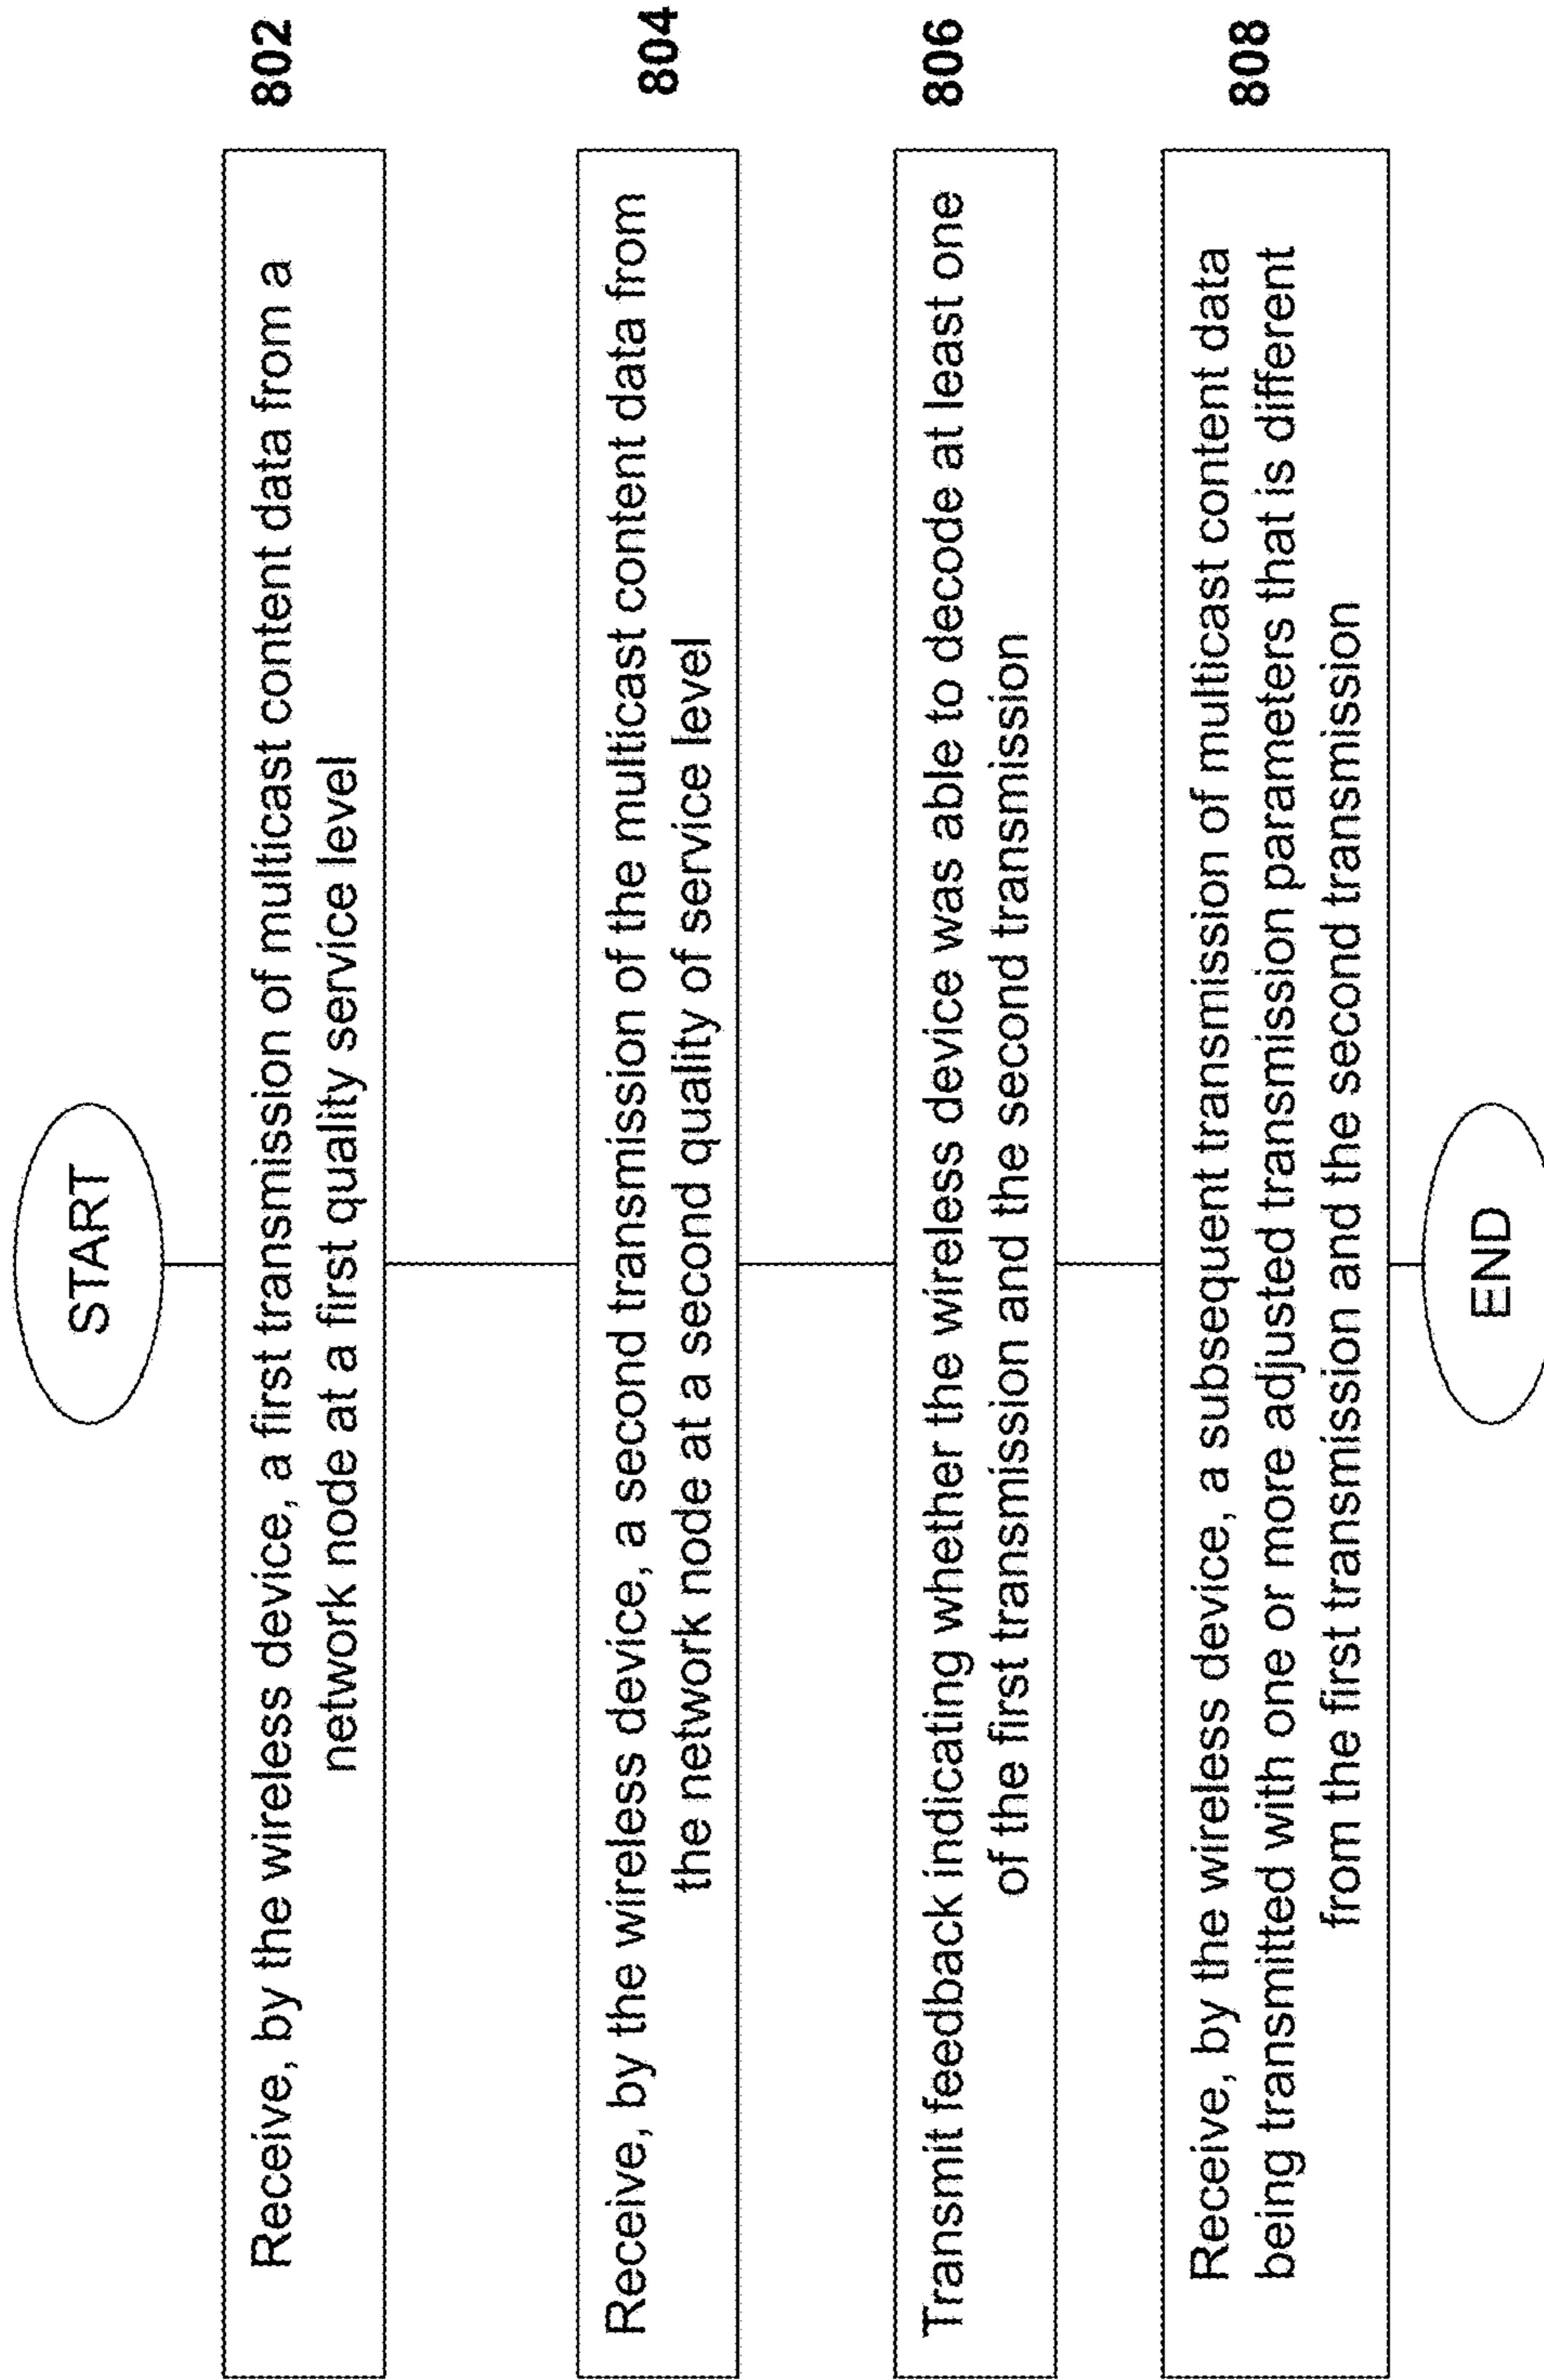 START
Receive, by the wireless device, a first transmission of multicast content data from a
network node at a first quality service level
802
Receive, by the wireless device, a second transmission of the multicast content data from
the network node at a second quality of service level
804
Transmit feedback indicating whether the wireless device was able to decode at least one
of the first transmission and the second transmission
806
Receive, by the wireless device, a subsequent transmission of multicast content data
being transmitted with one or more adjusted transmission parameters that is different
from the first transmission and the second transmission
808
END